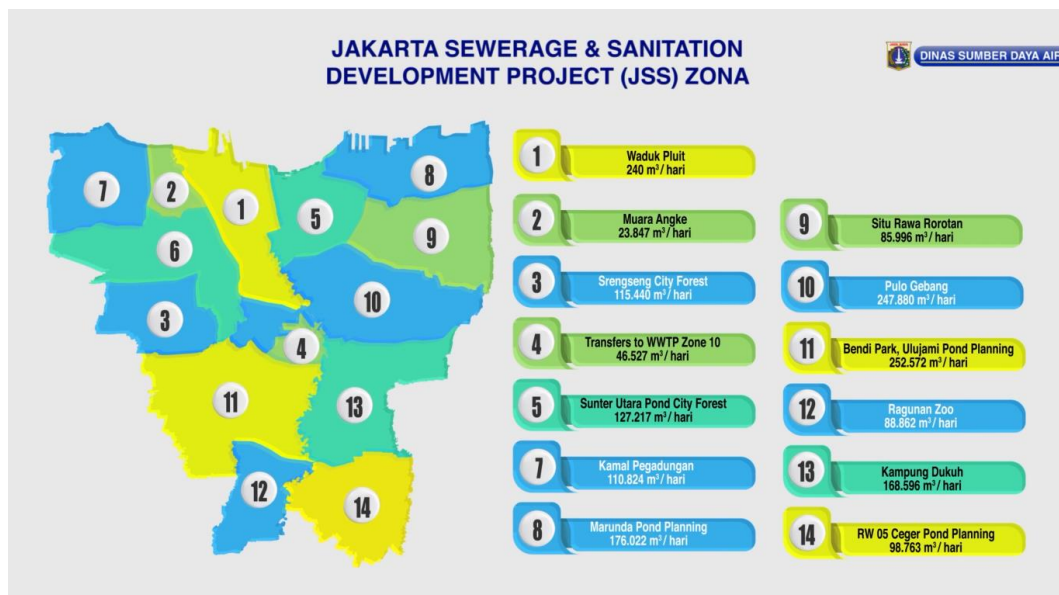 JAKARTA SEWERAGE & SANITATION
DEVELOPMENT PROJECT (JSS) ZONA
DINAS SUMBER DAYA AIR
7
2
1
5
8
6
9
3
4
10
11
13
12
14
1
Waduk Pluit
240 m³/ hari
2
Muara Angke
23.847 m³/ hari
3
Srengseng City Forest
115.440 m³/ hari
4
Transfers to WWTP Zone 10
46.527 m³/ hari
5
Sunter Utara Pond City Forest
127.217 m³/ hari
7
Kamal Pegadungan
110.824 m³/ hari
8
Marunda Pond Planning
176.022 m³/ hari
9
Situ Rawa Rorotan
85.996 m³/ hari
10
Pulo Gebang
247.880 m³/ hari
11
Bendi Park, Ulujami Pond Planning
252.572 m³/ hari
12
Ragunan Zoo
88.862 m³/ hari
13
Kampung Dukuh
168.596 m³/ hari
14
RW 05 Ceger Pond Planning
98.763 m³/ hari